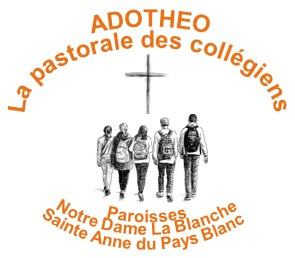 ADOTHEO
La pastorale des collégiens
Paroisses
Notre Dame La Blanche
Sainte Anne du Pays Blanc